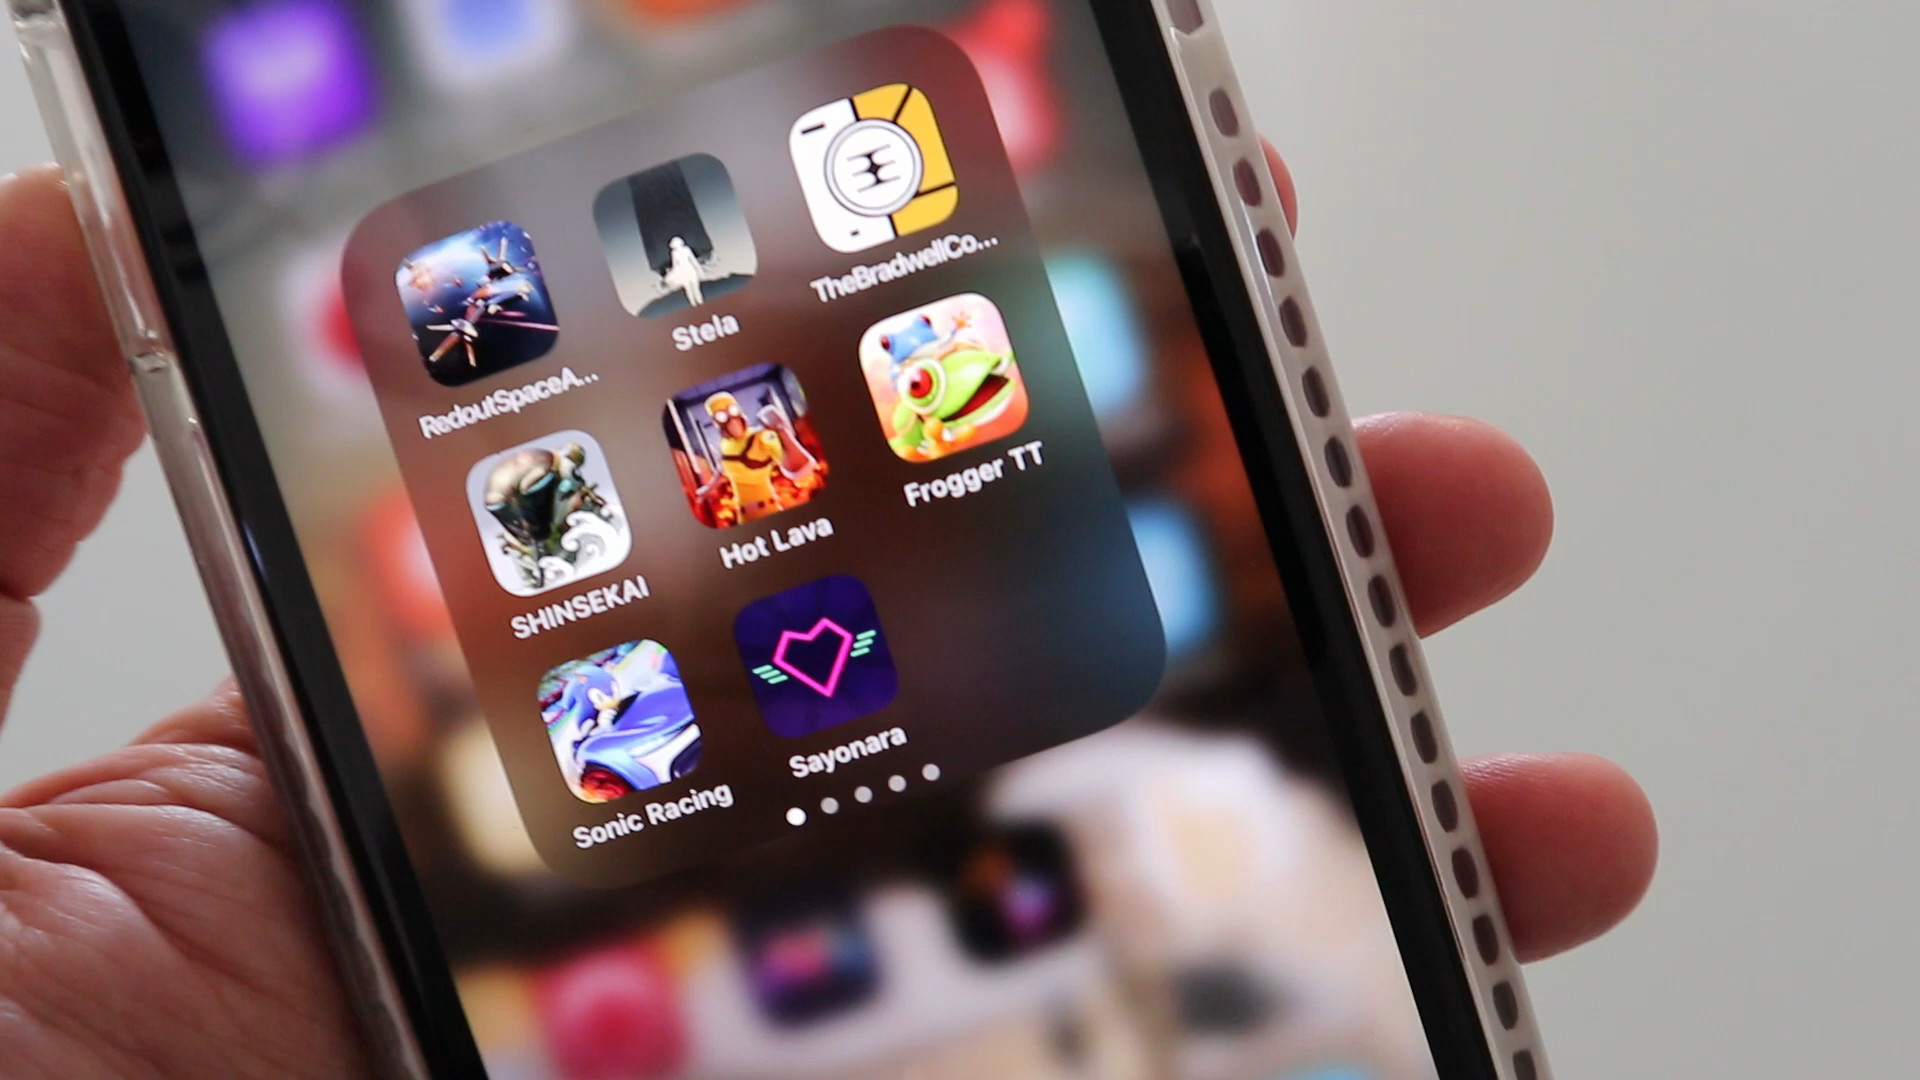 RedoutSpaceA...
Stela
TheBradwellCo...
SHINSEKAI
Hot Lava
Frogger TT
Sonic Racing
Sayonara